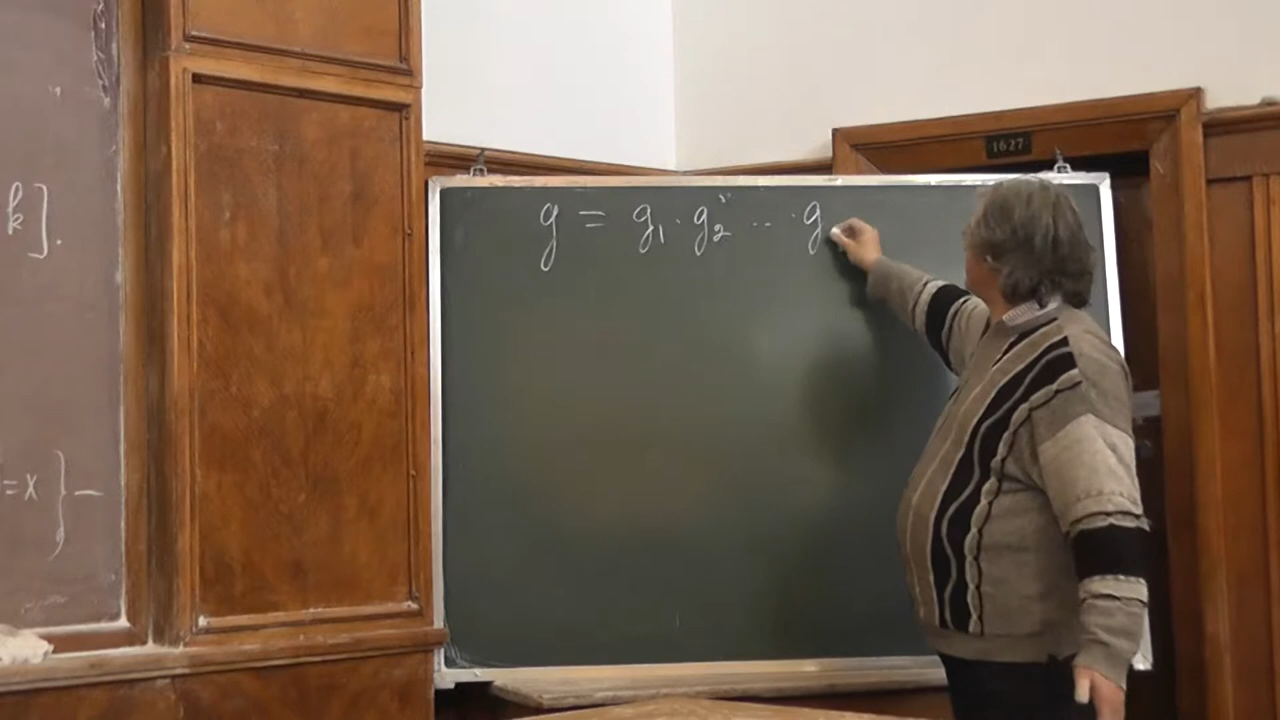 k].
=x } —
1627
g = g₁ · g₂ ... · g